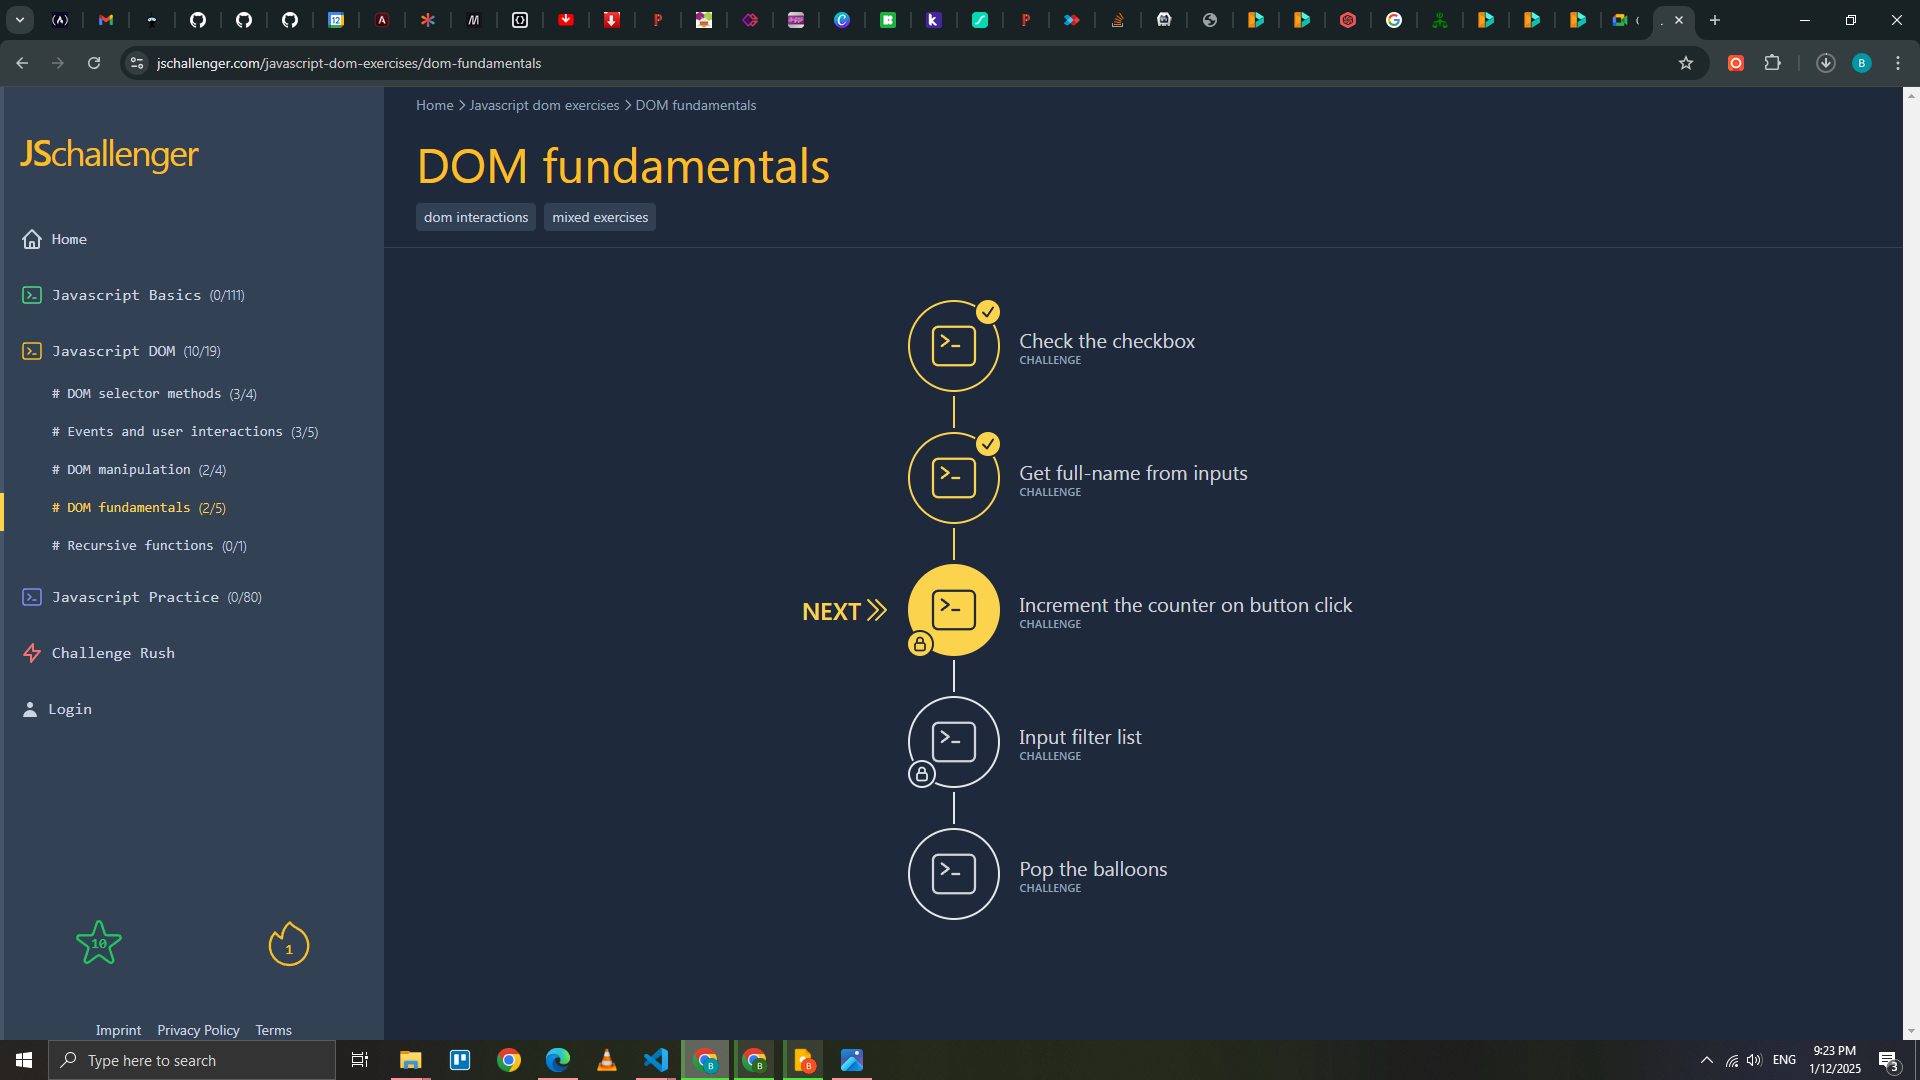 jschallenger.com/javascript-dom-exercises/dom-fundamentals
B
Home > Javascript dom exercises > DOM fundamentals
JSchallenger
DOM fundamentals
dom interactions
mixed exercises
Home
Javascript Basics (0/111)
Javascript DOM (10/19)
# DOM selector methods (3/4)
# Events and user interactions (3/5)
# DOM manipulation (2/4)
# DOM fundamentals (2/5)
# Recursive functions (0/1)
Javascript Practice (0/80)
Challenge Rush
Login
Check the checkbox
CHALLENGE
Get full-name from inputs
CHALLENGE
NEXT
Increment the counter on button click
CHALLENGE
Input filter list
CHALLENGE
Pop the balloons
CHALLENGE
10
1
Imprint
Privacy Policy
Terms
Type here to search
ENG
9:23 PM
1/12/2025
3